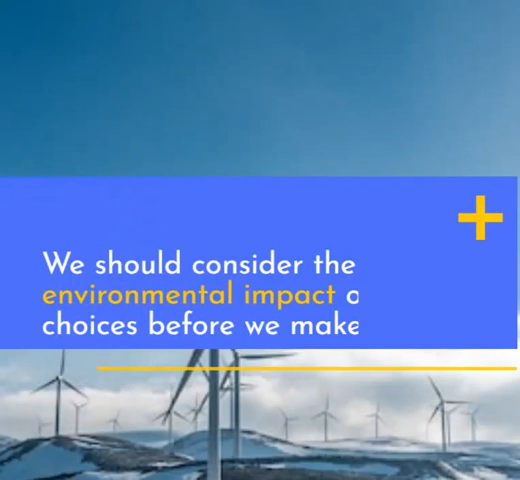 We should consider the
environmental impact
choices before we make